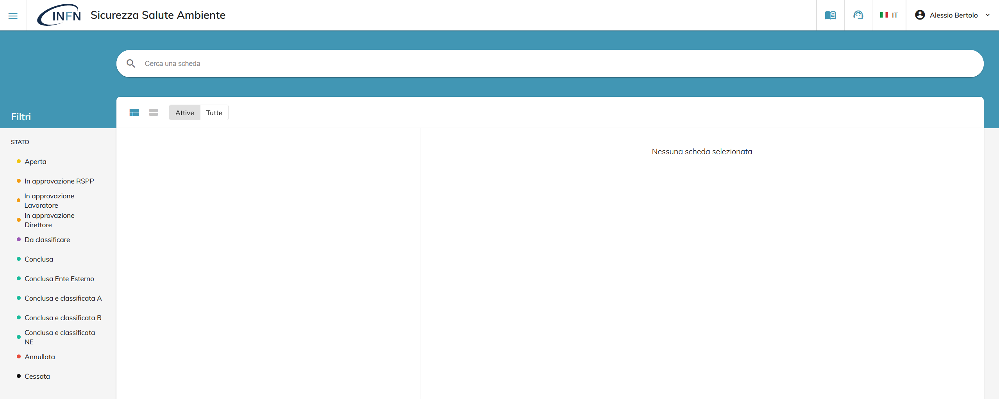 INFN
Sicurezza Salute Ambiente
IT
Alessio Bertolo
Cerca una scheda
Filtri
Attive
Tutte
STATO
Aperta
In approvazione RSPP
In approvazione
Lavoratore
In approvazione
Direttore
Da classificare
Conclusa
Conclusa Ente Esterno
Conclusa e classificata A
Conclusa e classificata B
Conclusa e classificata
NE
Annullata
Cessata
Nessuna scheda selezionata